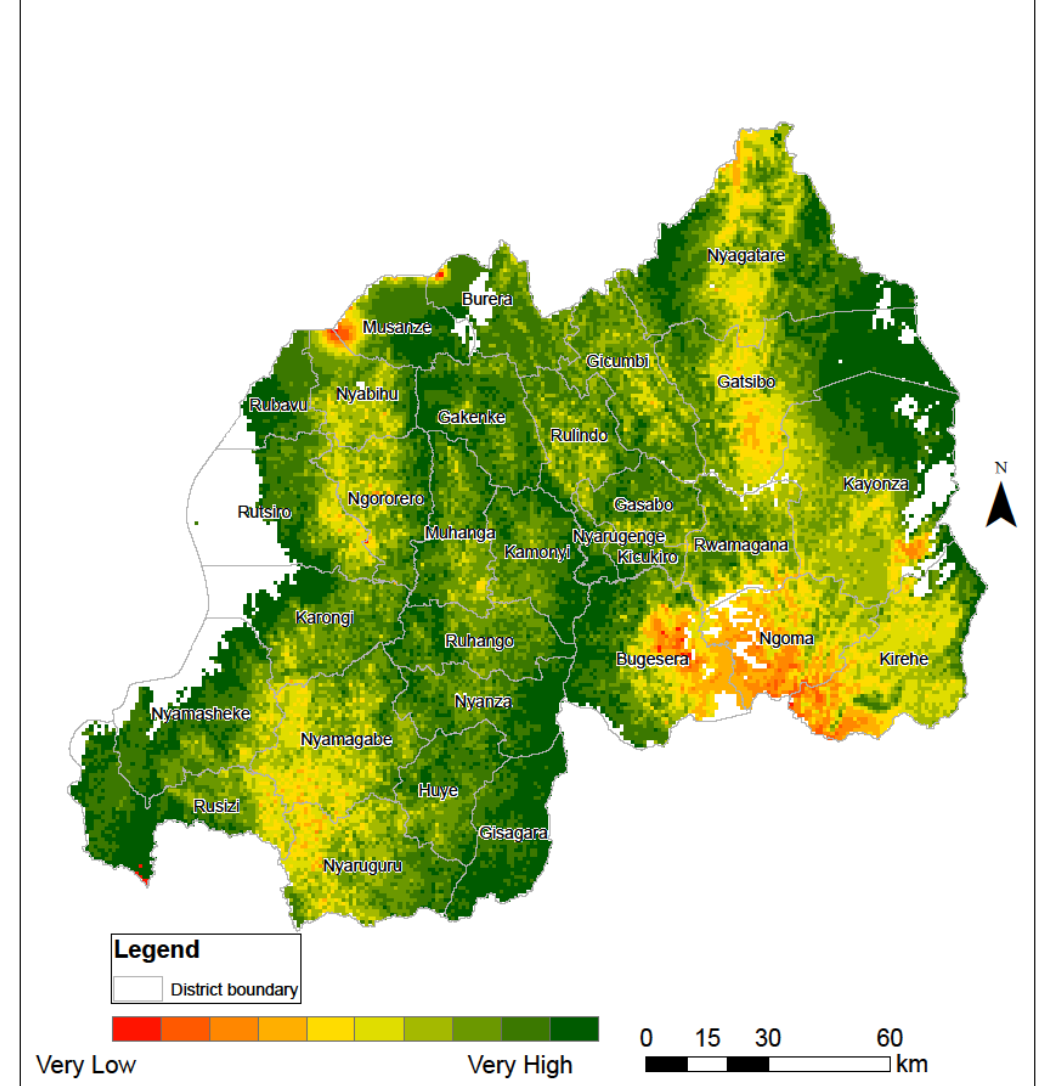 Nyagatare
Burera
Musanze
Gicumbi
Gatsibo
Nyabihu
Rubavu
Gakenke
Rulindo
Kayonza
Ngororero
Gasabo
Rutsiro
Muhanga
Nyarugenge
Rwamagana
Kamonyi
Kicukiro
Karongi
Ruhango
Ngoma
Bugesera
Kirehe
Nyanza
Nyamasheke
Nyamagabe
Huye
Rusizi
Gisagara
Nyaruguru
N
Legend
District boundary
Very Low
Very High
0 15 30 60
km